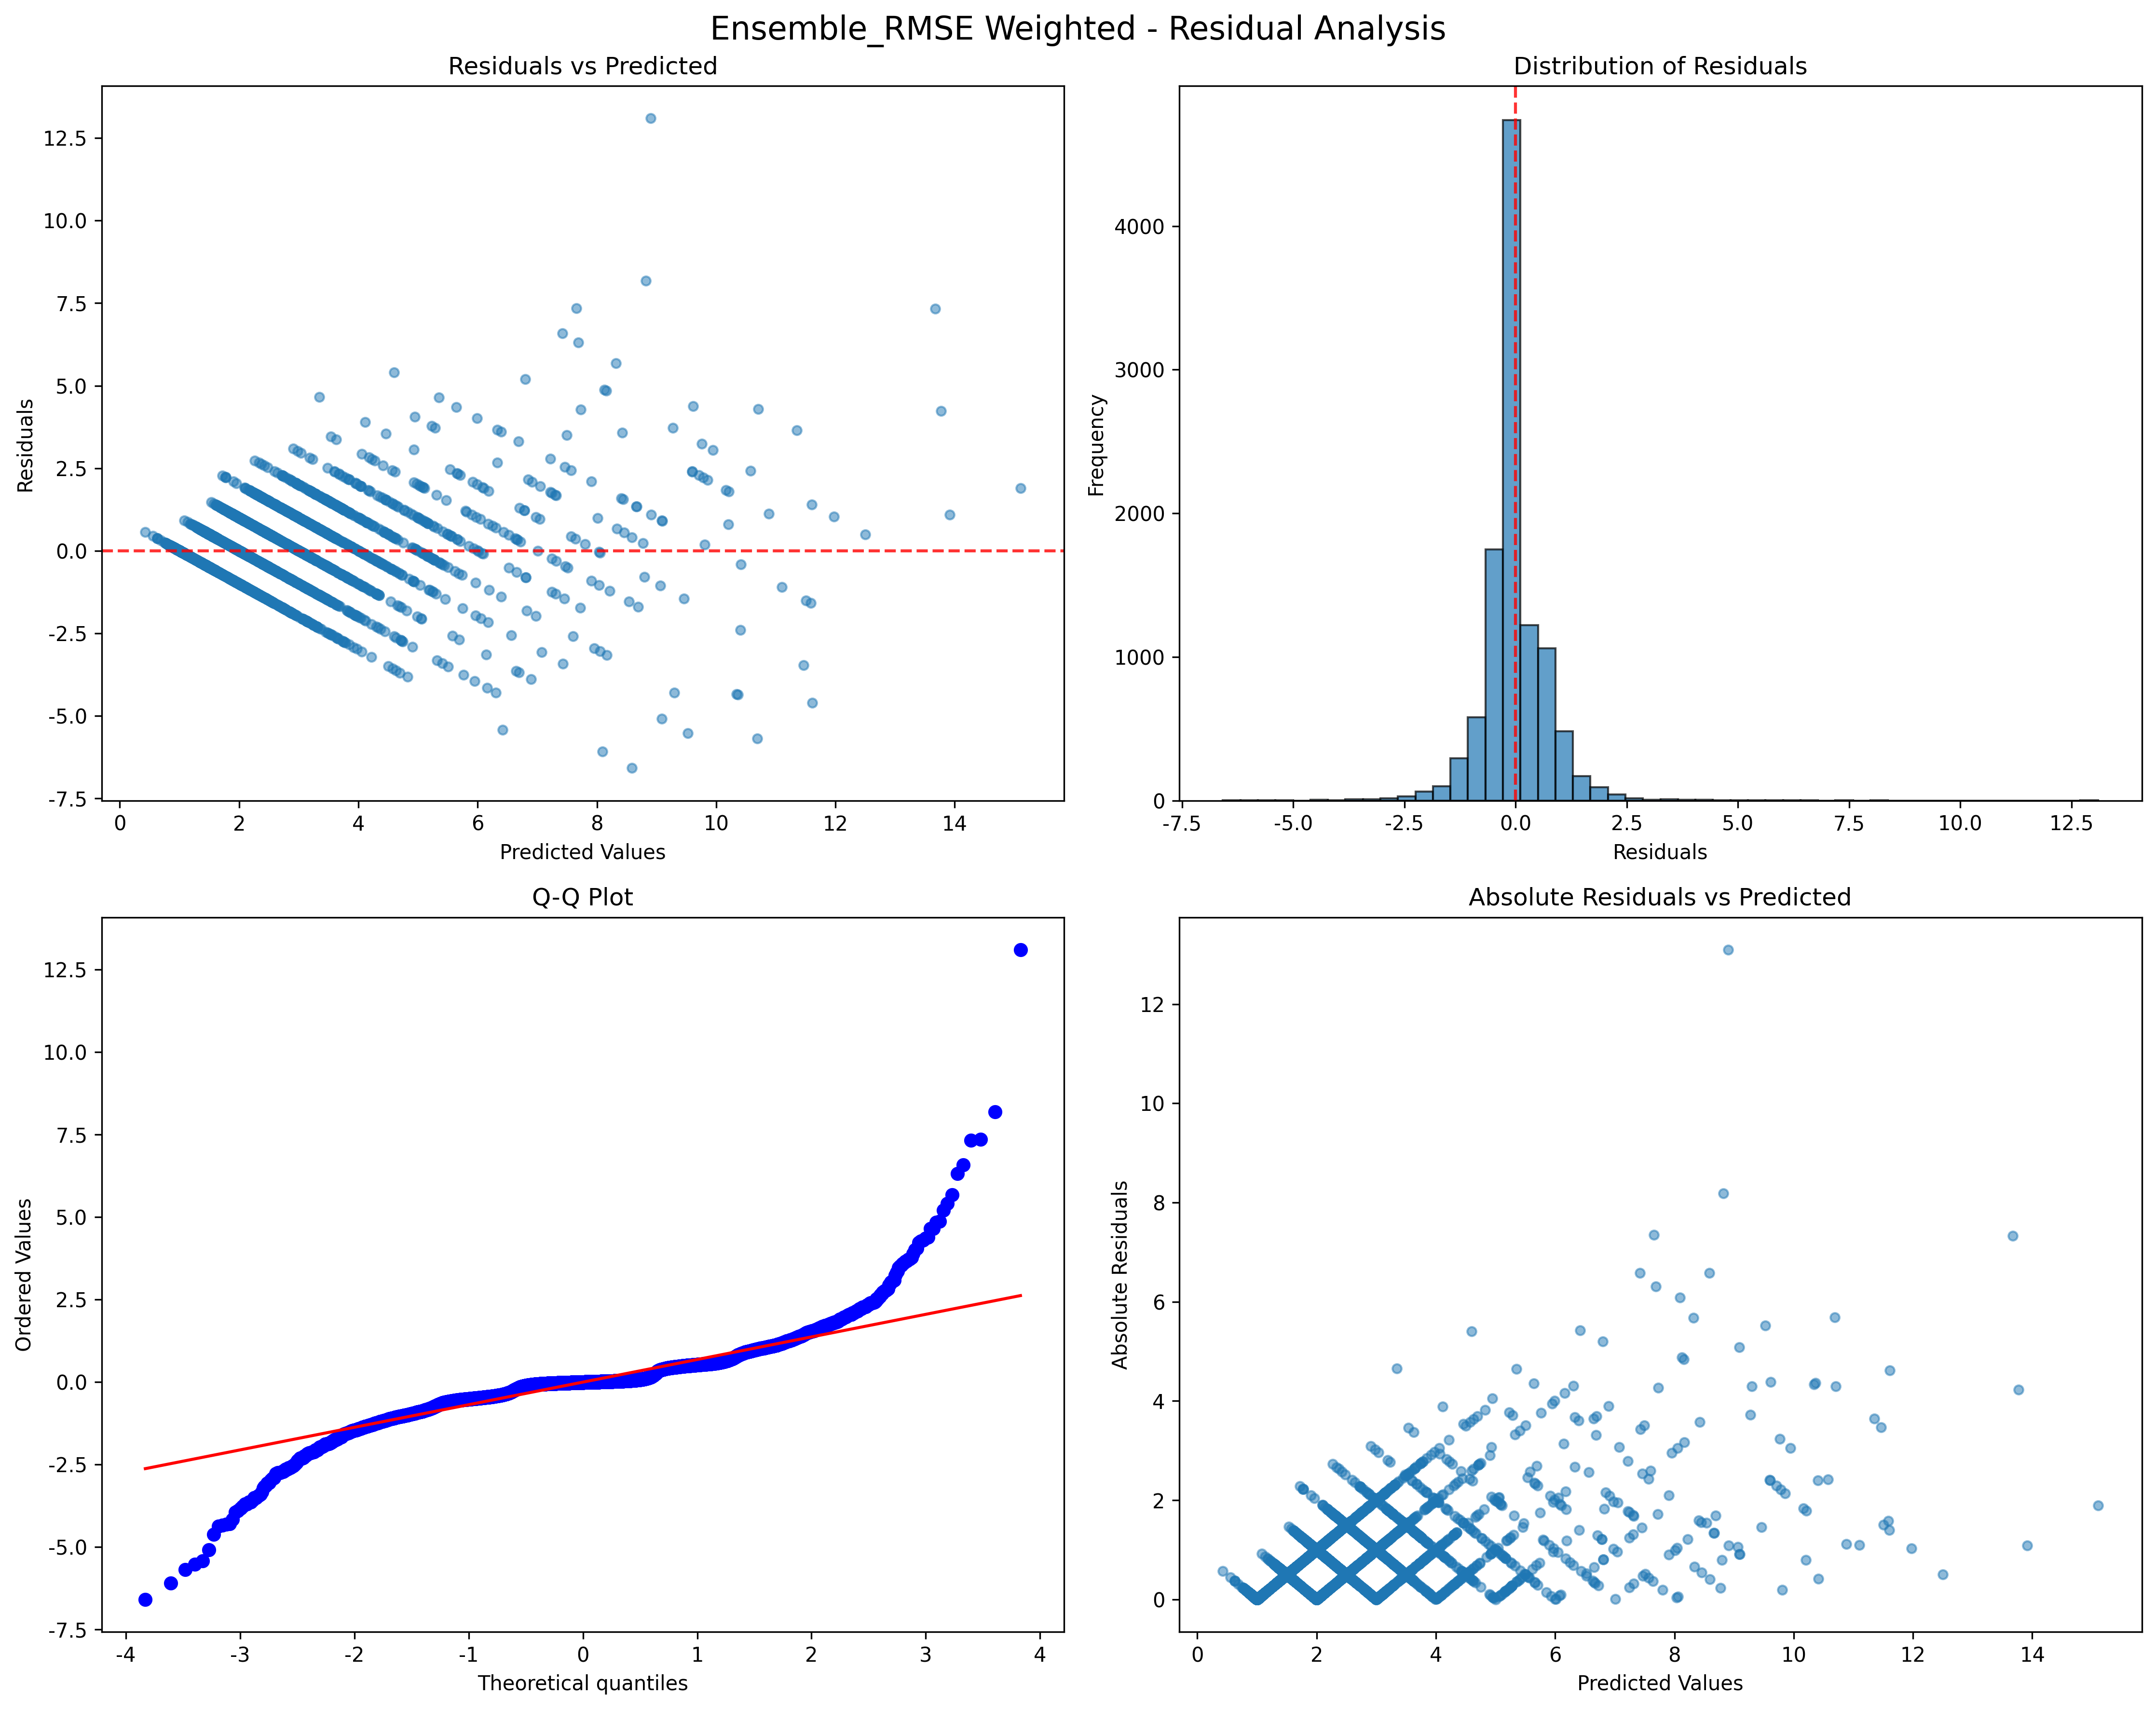 Ensemble_RMSE Weighted - Residual Analysis
Residuals vs Predicted
12.5
10.0
7.5
5.0
2.5
0.0
-2.5
-5.0
-7.5
Residuals
0 2 4 6 8 10 12 14
Predicted Values
Distribution of Residuals
4000
3000
2000
1000
0
Frequency
-7.5 -5.0 -2.5 0.0 2.5 5.0 7.5 10.0 12.5
Residuals
Q-Q Plot
12.5
10.0
7.5
5.0
2.5
0.0
-2.5
-5.0
-7.5
Ordered Values
-4 -3 -2 -1 0 1 2 3 4
Theoretical quantiles
Absolute Residuals vs Predicted
12
10
8
6
4
2
0
Absolute Residuals
0 2 4 6 8 10 12 14
Predicted Values